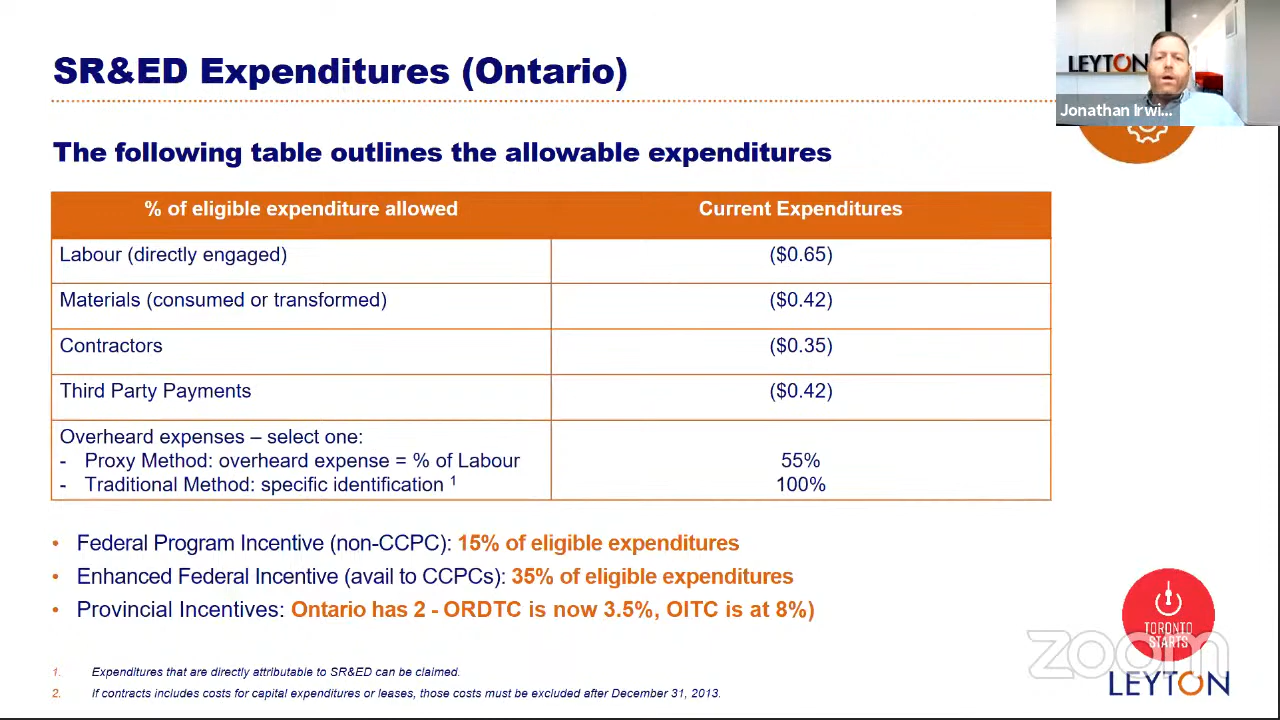 SR&ED Expenditures (Ontario)
LEYTON
Jonathan Irwi...
The following table outlines the allowable expenditures
% of eligible expenditure allowed
Current Expenditures
Labour (directly engaged)
($0.65)
Materials (consumed or transformed)
($0.42)
Contractors
($0.35)
Third Party Payments
($0.42)
Overheard expenses – select one:
- Proxy Method: overheard expense = % of Labour
55%
- Traditional Method: specific identification 1
100%
• Federal Program Incentive (non-CCPC): 15% of eligible expenditures
• Enhanced Federal Incentive (avail to CCPCs): 35% of eligible expenditures
• Provincial Incentives: Ontario has 2 - ORDTC is now 3.5%, OITC is at 8%)
TORONTO
STARTS
zoom
1. Expenditures that are directly attributable to SR&ED can be claimed.
2. If contracts includes costs for capital expenditures or leases, those costs must be excluded after December 31, 2013.
LEYTON